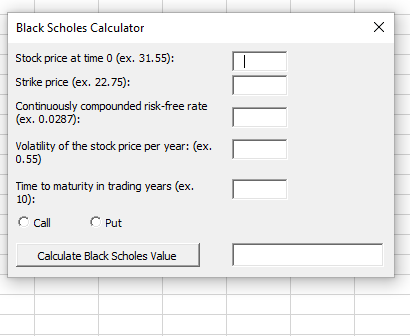 Black Scholes Calculator
Stock price at time 0 (ex. 31.55):
Strike price (ex. 22.75):
Continuously compounded risk-free rate
(ex. 0.0287):
Volatility of the stock price per year: (ex.
0.55)
Time to maturity in trading years (ex.
10):
Call Put
Calculate Black Scholes Value